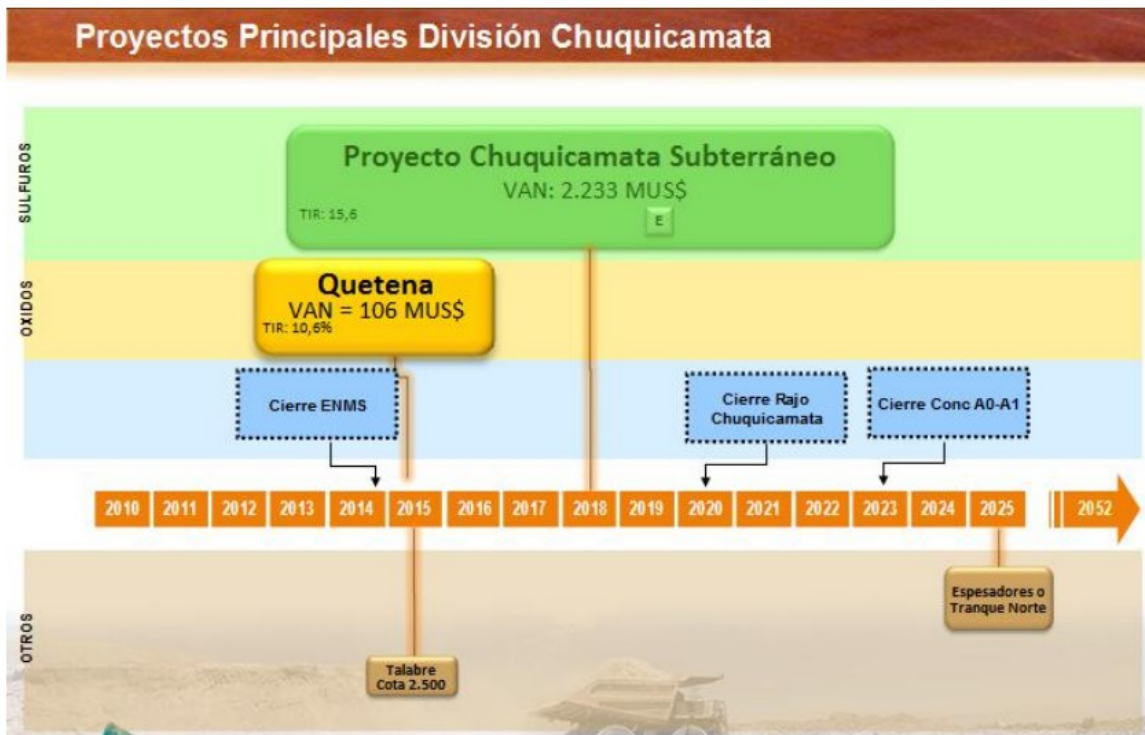 Proyectos Principales División Chuquicamata
SULFUROS
Proyecto Chuquicamata Subterráneo
VAN: 2.233 MUS$
TIR: 15,6
E
OXIDOS
Quetena
VAN = 106 MUS$
TIR: 10,6%
Cierre ENMS
Cierre Rajo
Chuquicamata
Cierre Conc A0-A1
2010 2011 2012 2013 2014 2015 2016 2017 2018 2019 2020 2021 2022 2023 2024 2025 2052
OTROS
Talabre
Cota 2.500
Espesadores o
Tranque Norte